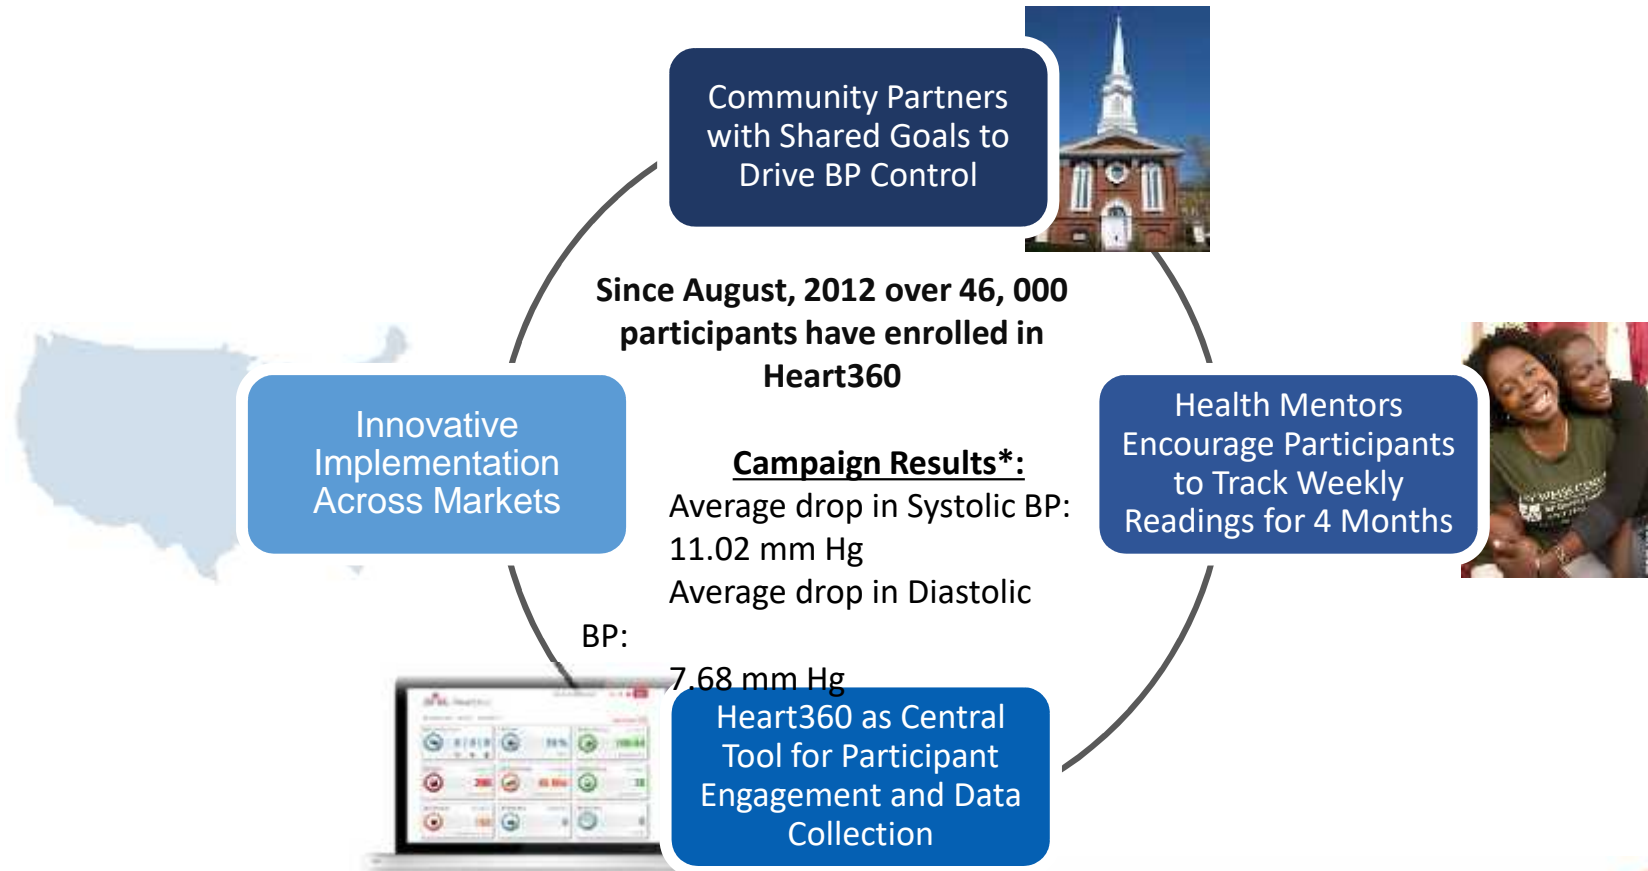 Community Partners
with Shared Goals to
Drive BP Control
Since August, 2012 over 46, 000
participants have enrolled in
Heart360
Innovative
Implementation
Across Markets
Health Mentors
Encourage Participants
to Track Weekly
Readings for 4 Months
Campaign Results*:
Average drop in Systolic BP:
11.02 mm Hg
Average drop in Diastolic
BP:
7.68 mm Hg
Heart360 as Central
Tool for Participant
Engagement and Data
Collection